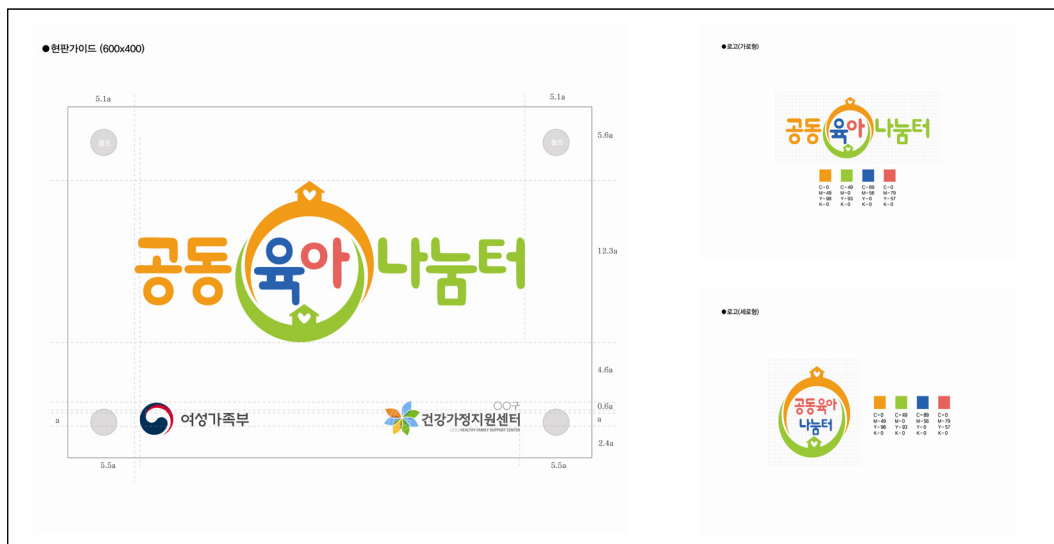 ●현판가이드 (600x400)
5.1a
5.1a
볼트
볼트
5.6a
공동육아나눔터
12.3a
4.6a
0.6a
a
a
2.4a
여성가족부
○○구
건강가정지원센터
○○구 HEALTHY FAMILY SUPPORT CENTER
5.5a
5.5a
●로고(가로형)
공동육아나눔터
C-0 C-49 C-89 C-0
M-49 M-0 M-56 M-79
Y-98 Y-93 Y-0 Y-57
K-0 K-0 K-0 K-0
●로고(세로형)
공동육아
나눔터
C-0 C-49 C-89 C-0
M-49 M-0 M-56 M-79
Y-98 Y-93 Y-0 Y-57
K-0 K-0 K-0 K-0